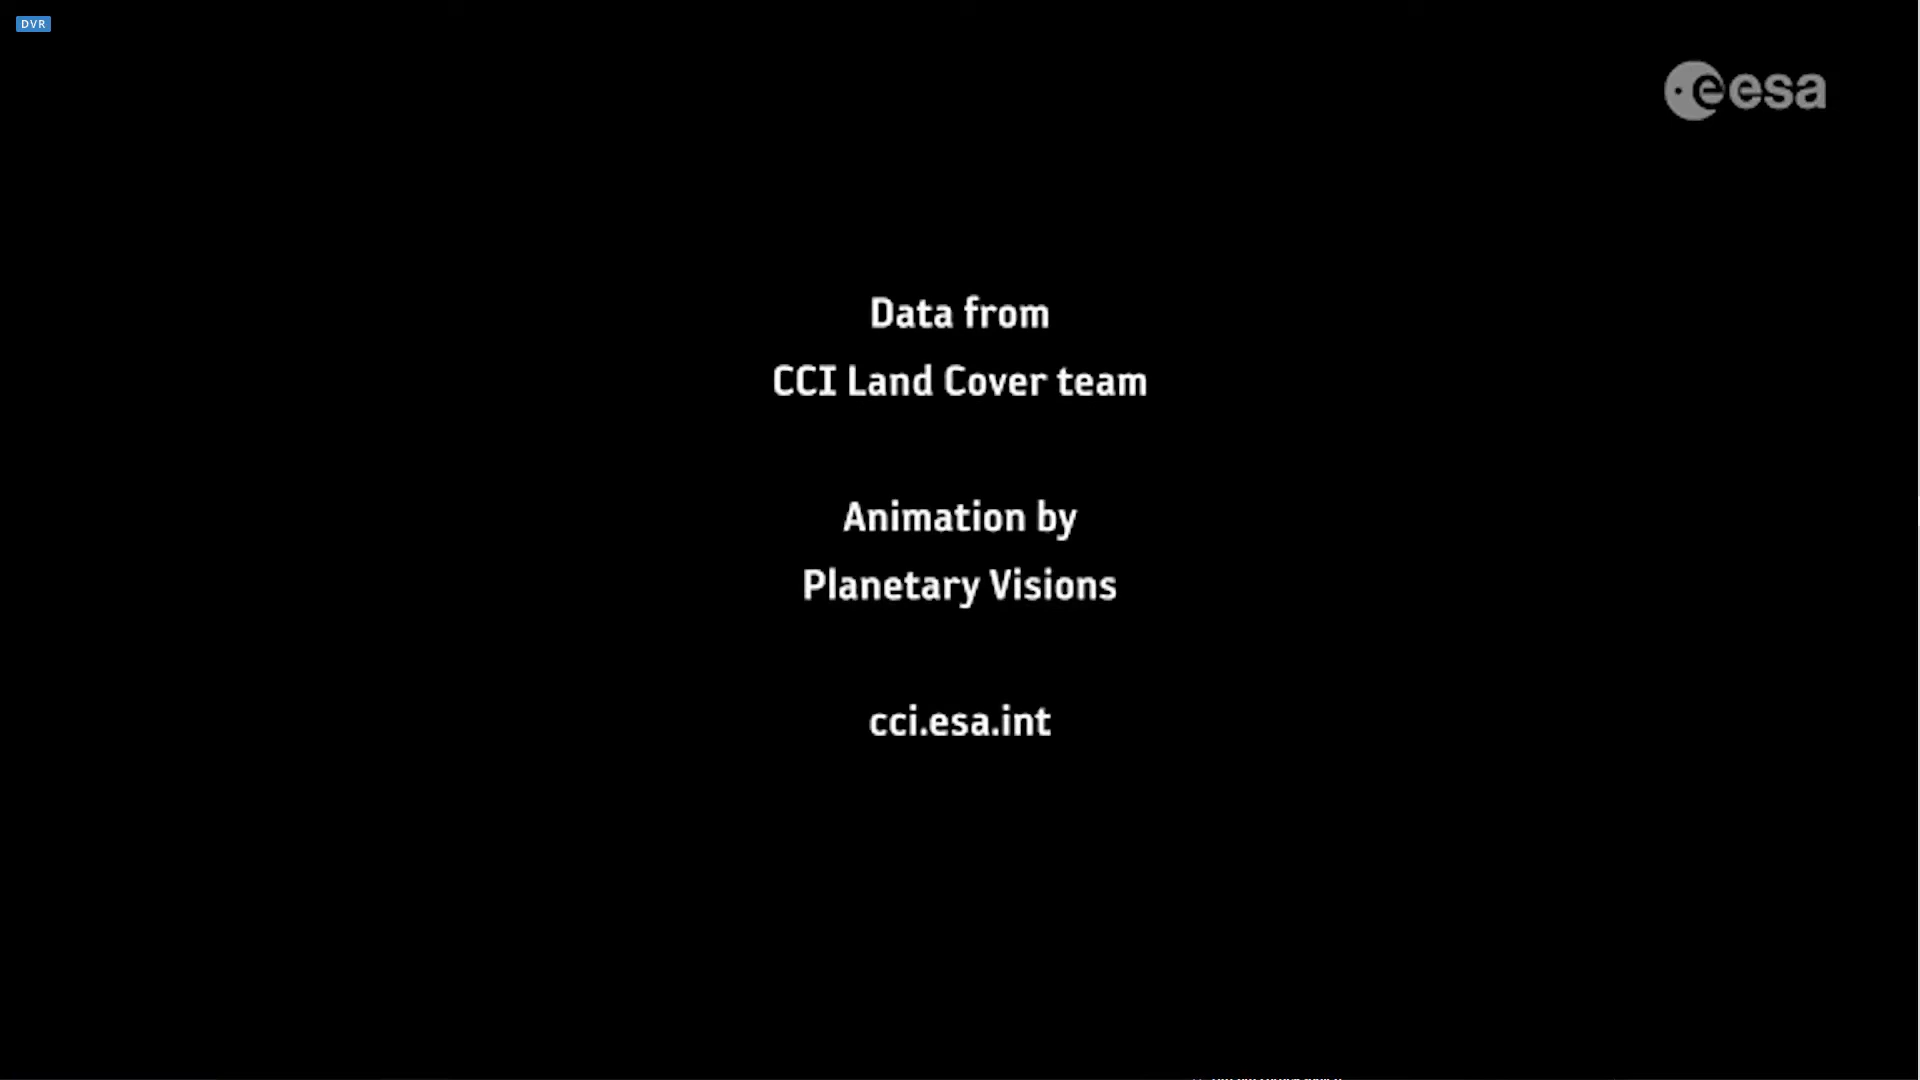 DVR
esa
Data from
CCI Land Cover team
Animation by
Planetary Visions
cci.esa.int